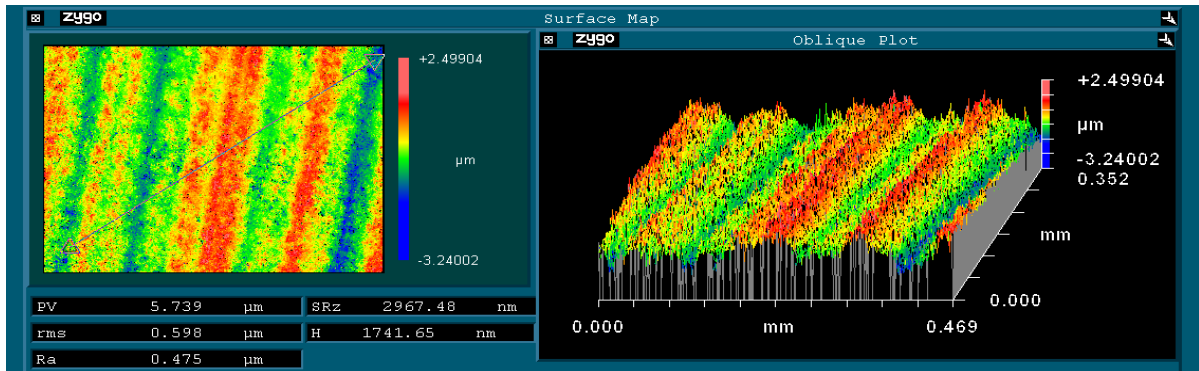 zygo
Surface Map
+2.49904
µm
-3.24002
PV 5.739 µm
rms 0.598 µm
Ra 0.475 µm
SRz 2967.48 nm
H 1741.65 nm
zygo
Oblique Plot
+2.49904
µm
-3.24002
0.352
mm
0.000
0.000
mm
0.469